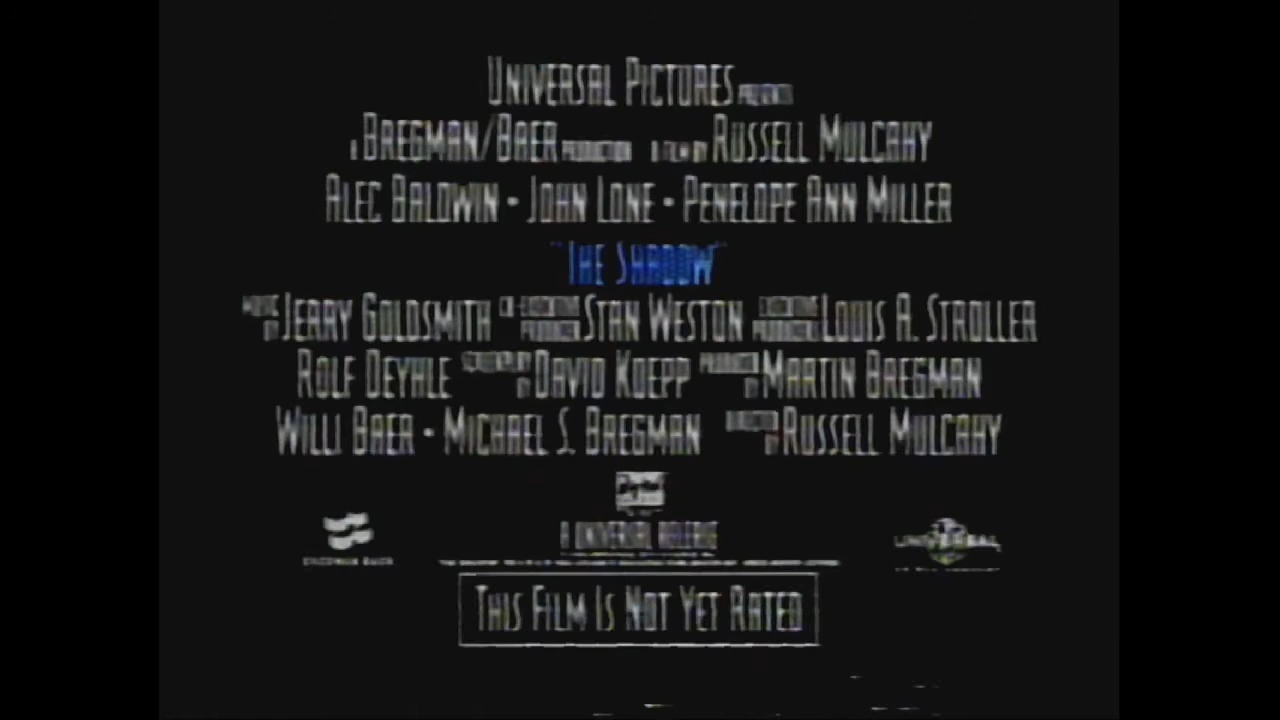 UNIVERSAL PICTURES PRESENTS
A BREGMAN/BAER PRODUCTION A FILM BY RUSSELL MULCAHY
ALEC BALDWIN • JOHN LONE • PENELOPE ANN MILLER
"THE SHADOW"
MUSIC BY JERRY GOLDSMITH CO-EXECUTIVE PRODUCER STAN WESTON EXECUTIVE PRODUCERS LOUIS A. STROLLER
ROLF DEYHLE SCREENPLAY BY DAVID KOEPP PRODUCED BY MARTIN BREGMAN
WILLI BAER • MICHAEL S. BREGMAN DIRECTED BY RUSSELL MULCAHY
A UNIVERSAL RELEASE
BREGMAN BAER
UNIVERSAL
THIS FILM IS NOT YET RATED